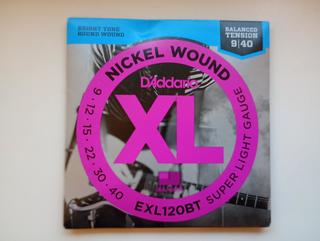 BRIGHT TONE
ROUND WOUND
BALANCED
TENSION
9|40
NICKEL WOUND
D'Addario
XL
9 · 12 · 15 · 22 · 30 · 40
EXL120BT SUPER LIGHT GAUGE